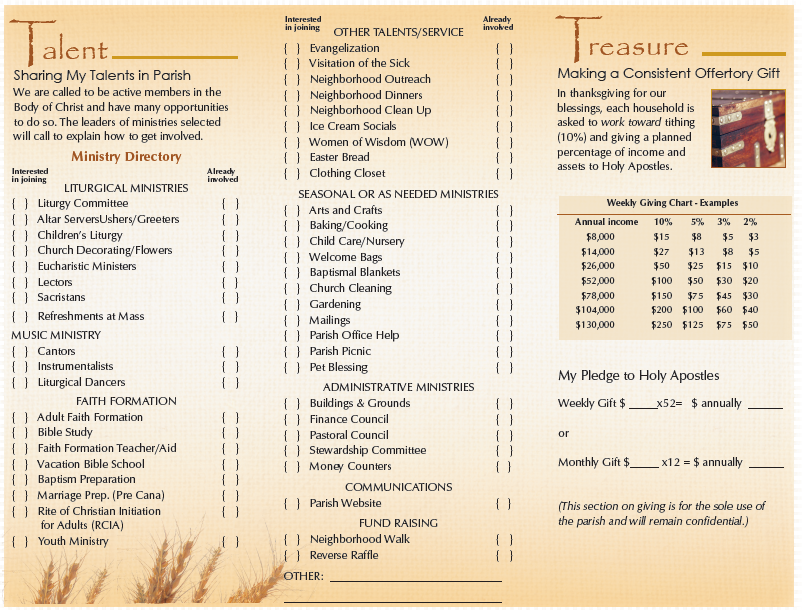 Talent
Sharing My Talents in Parish
We are called to be active members in the
Body of Christ and have many opportunities
to do so. The leaders of ministries selected
will call to explain how to get involved.
Ministry Directory
Interested
in joining
Already
involved
LITURGICAL MINISTRIES
{ } Liturgy Committee { }
{ } Altar ServersUshers/Greeters { }
{ } Children's Liturgy { }
{ } Church Decorating/Flowers { }
{ } Eucharistic Ministers { }
{ } Lectors { }
{ } Sacristans { }
{ } Refreshments at Mass { }
MUSIC MINISTRY
{ } Cantors { }
{ } Instrumentalists { }
{ } Liturgical Dancers { }
FAITH FORMATION
{ } Adult Faith Formation { }
{ } Bible Study { }
{ } Faith Formation Teacher/Aid { }
{ } Vacation Bible School { }
{ } Baptism Preparation { }
{ } Marriage Prep. (Pre Cana) { }
{ } Rite of Christian Initiation { }
for Adults (RCIA)
{ } Youth Ministry { }
Interested
in joining
Already
involved
OTHER TALENTS/SERVICE
{ } Evangelization { }
{ } Visitation of the Sick { }
{ } Neighborhood Outreach { }
{ } Neighborhood Dinners { }
{ } Neighborhood Clean Up { }
{ } Ice Cream Socials { }
{ } Women of Wisdom (WOW) { }
{ } Easter Bread { }
{ } Clothing Closet { }
SEASONAL OR AS NEEDED MINISTRIES
{ } Arts and Crafts { }
{ } Baking/Cooking { }
{ } Child Care/Nursery { }
{ } Welcome Bags { }
{ } Baptismal Blankets { }
{ } Church Cleaning { }
{ } Gardening { }
{ } Mailings { }
{ } Parish Office Help { }
{ } Parish Picnic { }
{ } Pet Blessing { }
ADMINISTRATIVE MINISTRIES
{ } Buildings & Grounds { }
{ } Finance Council { }
{ } Pastoral Council { }
{ } Stewardship Committee { }
{ } Money Counters { }
COMMUNICATIONS
{ } Parish Website { }
FUND RAISING
{ } Neighborhood Walk { }
{ } Reverse Raffle { }
OTHER: ______
Treasure
Making a Consistent Offertory Gift
In thanksgiving for our
blessings, each household is
asked to work toward tithing
(10%) and giving a planned
percentage of income and
assets to Holy Apostles.
Weekly Giving Chart - Examples
Annual income 10% 5% 3% 2%
$8,000 $15 $8 $5 $3
$14,000 $27 $13 $8 $5
$26,000 $50 $25 $15 $10
$52,000 $100 $50 $30 $20
$78,000 $150 $75 $45 $30
$104,000 $200 $100 $60 $40
$130,000 $250 $125 $75 $50
My Pledge to Holy Apostles
Weekly Gift $ _____x52= $ annually ______
or
Monthly Gift $_____ x12 = $ annually ______
(This section on giving is for the sole use of
the parish and will remain confidential.)